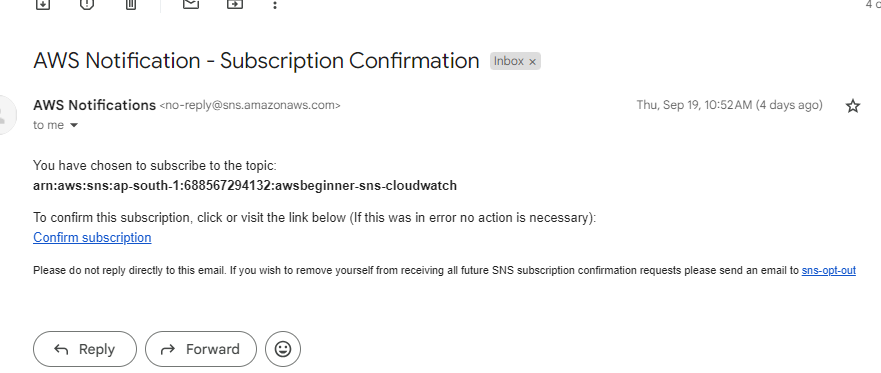 4 o
AWS Notification - Subscription Confirmation Inbox ×
AWS Notifications <no-reply@sns.amazonaws.com> Thu, Sep 19, 10:52 AM (4 days ago)
to me
You have chosen to subscribe to the topic:
arn:aws:sns:ap-south-1:688567294132:awsbeginner-sns-cloudwatch
To confirm this subscription, click or visit the link below (If this was in error no action is necessary):
Confirm subscription
Please do not reply directly to this email. If you wish to remove yourself from receiving all future SNS subscription confirmation requests please send an email to sns-opt-out
Reply Forward